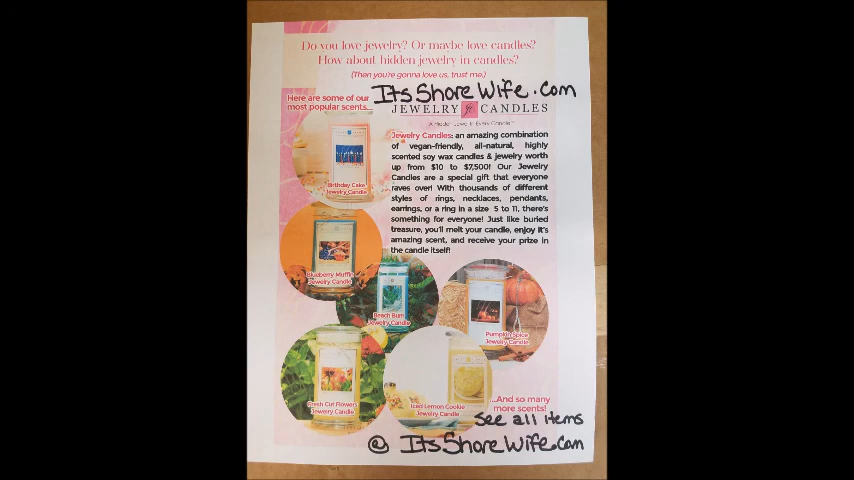 Do you love jewelry? Or maybe love candles?
How about hidden jewelry in candles?
(Then you're gonna love us, trust me.)
ItsShoreWife.com
Here are some of our
most popular scents...
JEWELRY CANDLES
A Hidden Jewel In Every Candle
Jewelry Candles: an amazing combination
of vegan-friendly, all-natural, highly
scented soy wax candles & jewelry worth
up from $10 to $7,500! Our Jewelry
Candles are a special gift that everyone
raves over! With thousands of different
styles of rings, necklaces, pendants,
earrings, or a ring in a size 5 to 11, there's
something for everyone! Just like buried
treasure, you'll melt your candle, enjoy it's
amazing scent, and receive your prize in
the candle itself!
Birthday Cake
Jewelry Candle
Blueberry Muffin
Jewelry Candle
Beach Bum
Jewelry Candle
Pumpkin Spice
Jewelry Candle
Fresh Cut Flowers
Jewelry Candle
Iced Lemon Cookie
Jewelry Candle
...And so many
more scents!
See all items
@ ItsShoreWife.com